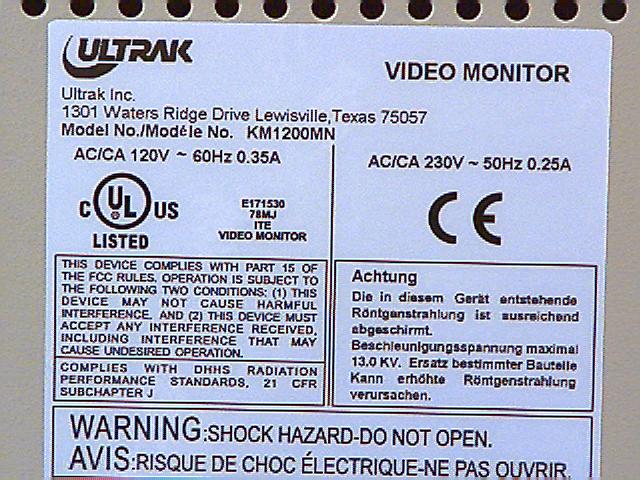 ULTRAK
VIDEO MONITOR
Ultrak Inc.
1301 Waters Ridge Drive Lewisville,Texas 75057
Model No./Modéle No. KM1200MN
AC/CA 120V ~ 60Hz 0.35A
AC/CA 230V ~ 50Hz 0.25A
C UL US
LISTED
E171530
78MJ
ITE
VIDEO MONITOR
CE
THIS DEVICE COMPLIES WITH PART 15 OF
THE FCC RULES. OPERATION IS SUBJECT TO
THE FOLLOWING TWO CONDITIONS: (1) THIS
DEVICE MAY NOT CAUSE HARMFUL
INTERFERENCE. AND (2) THIS DEVICE MUST
ACCEPT ANY INTERFERENCE RECEIVED,
INCLUDING INTERFERENCE THAT MAY
CAUSE UNDESIRED OPERATION.
COMPLIES WITH DHHS RADIATION
PERFORMANCE STANDARDS, 21 CFR
SUBCHAPTER J
Achtung
Die in diesem Gerät entstehende
Röntgenstrahlung ist ausreichend
abgeschirmt.
Beschleunigungsspannung maximal
13.0 KV. Ersatz bestimmter Bauteile
Kann erhöhte Röntgenstrahlung
verursachen.
WARNING:SHOCK HAZARD-DO NOT OPEN.
AVIS:RISQUE DE CHOC ÉLECTRIQUE-NE PAS OUVRIR.